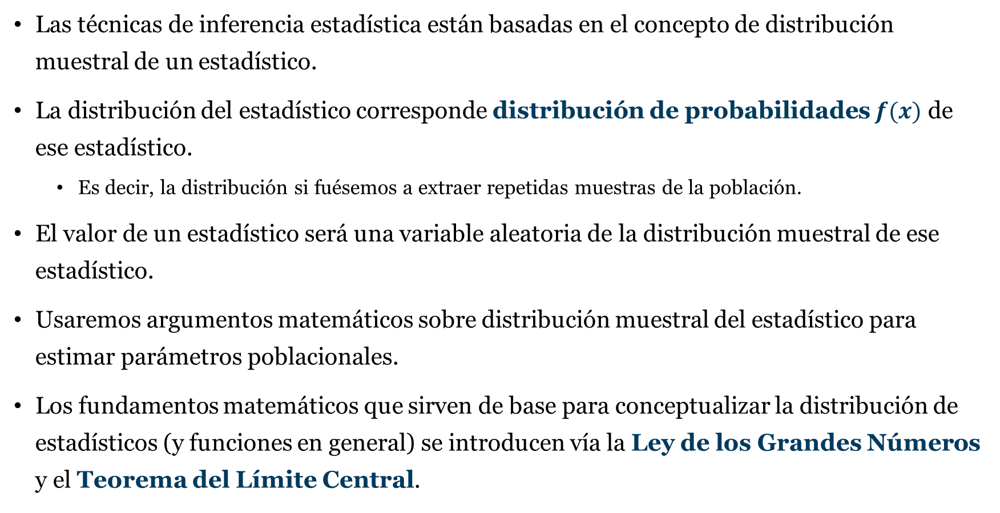 • Las técnicas de inferencia estadística están basadas en el concepto de distribución
muestral de un estadístico.
• La distribución del estadístico corresponde distribución de probabilidades f(x) de
ese estadístico.
• Es decir, la distribución si fuésemos a extraer repetidas muestras de la población.
• El valor de un estadístico será una variable aleatoria de la distribución muestral de ese
estadístico.
• Usaremos argumentos matemáticos sobre distribución muestral del estadístico para
estimar parámetros poblacionales.
• Los fundamentos matemáticos que sirven de base para conceptualizar la distribución de
estadísticos (y funciones en general) se introducen vía la Ley de los Grandes Números
y el Teorema del Límite Central.